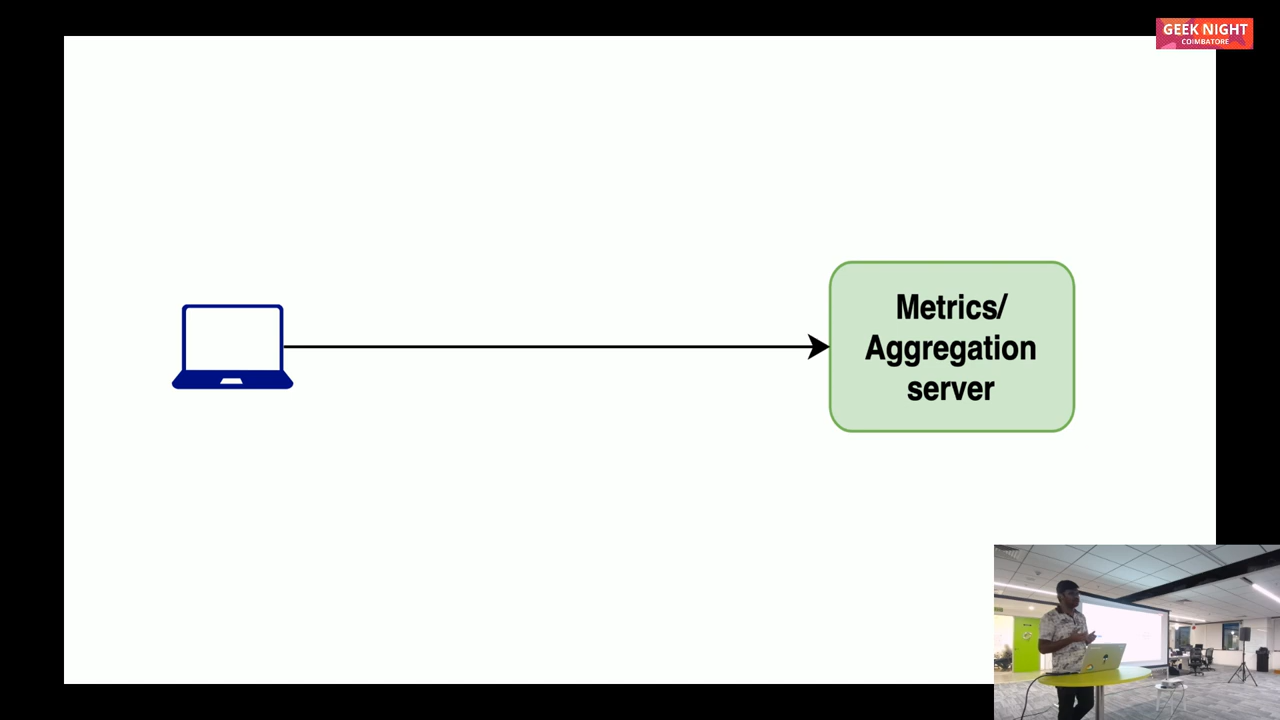 GEEK NIGHT
COIMBATORE
Metrics/
Aggregation
server